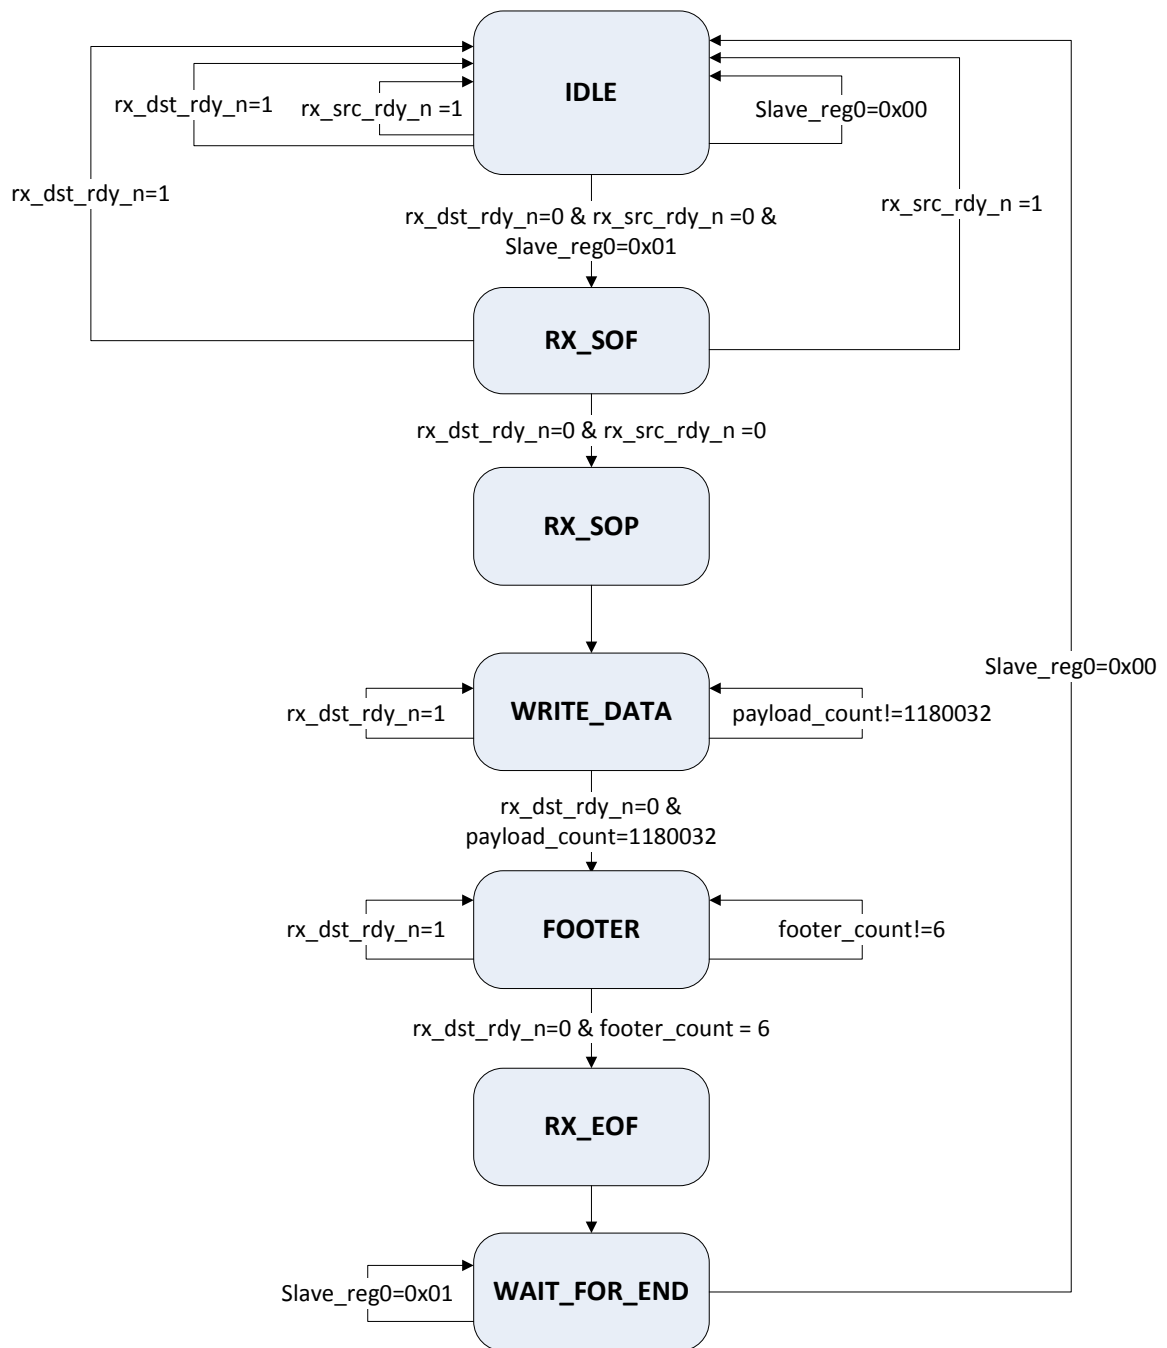 IDLE
rx_dst_rdy_n=1
rx_src_rdy_n =1
Slave_reg0=0x00
rx_dst_rdy_n=1
rx_src_rdy_n =1
rx_dst_rdy_n=0 & rx_src_rdy_n =0 &
Slave_reg0=0x01
RX_SOF
rx_dst_rdy_n=0 & rx_src_rdy_n =0
RX_SOP
Slave_reg0=0x00
rx_dst_rdy_n=1
WRITE_DATA
payload_count!=1180032
rx_dst_rdy_n=0 &
payload_count=1180032
rx_dst_rdy_n=1
FOOTER
footer_count!=6
rx_dst_rdy_n=0 & footer_count = 6
RX_EOF
Slave_reg0=0x01
WAIT_FOR_END